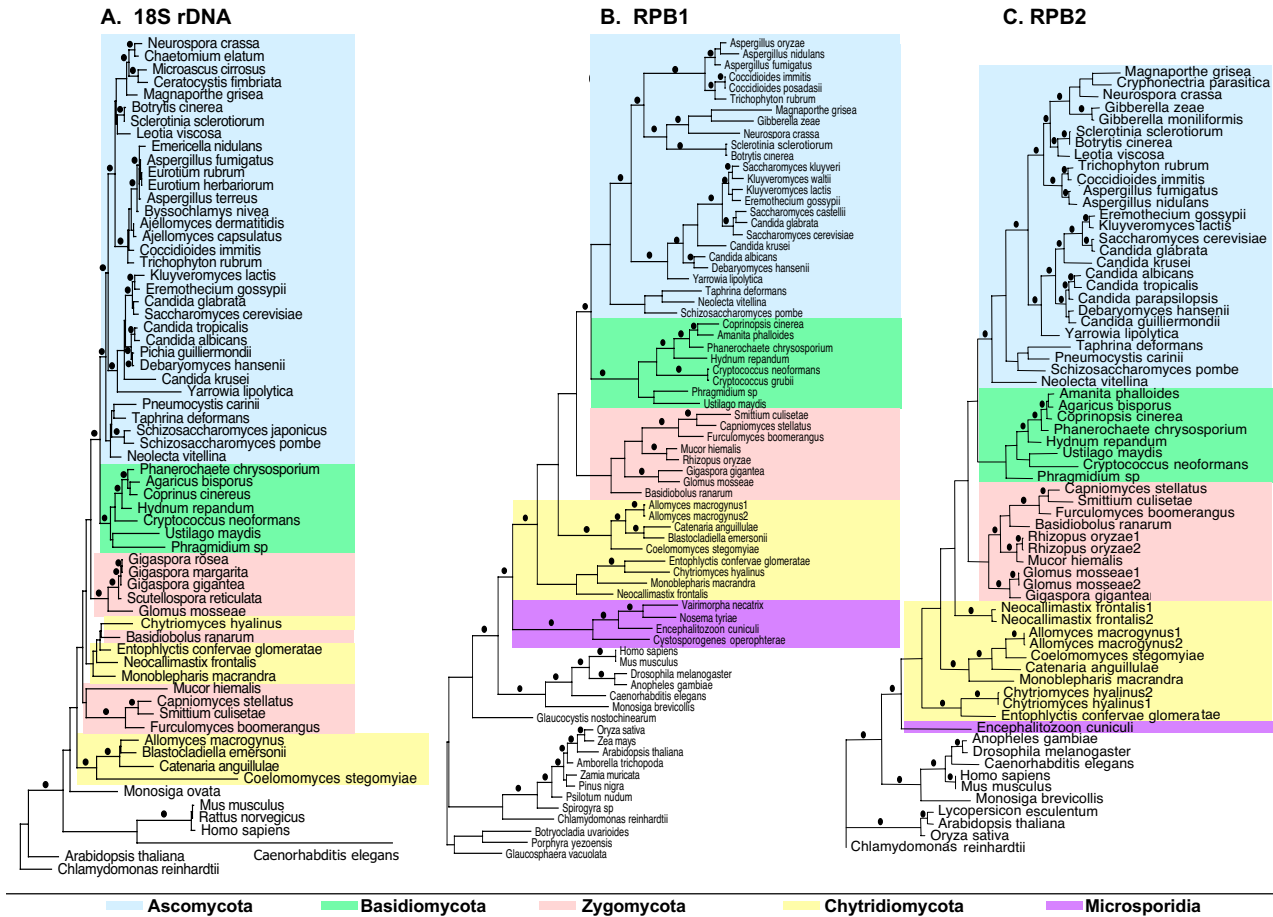 A. 18S rDNA
Neurospora crassa
Chaetomium elatum
Microascus cirrosus
Ceratocystis fimbriata
Magnaporthe grisea
Botrytis cinerea
Sclerotinia sclerotiorum
Leotia viscosa
Emericella nidulans
Aspergillus fumigatus
Eurotium rubrum
Eurotium herbariorum
Aspergillus terreus
Byssochlamys nivea
Ajellomyces dermatitidis
Ajellomyces capsulatus
Coccidioides immitis
Trichophyton rubrum
Kluyveromyces lactis
Eremothecium gossypii
Candida glabrata
Saccharomyces cerevisiae
Candida tropicalis
Candida albicans
Pichia guilliermondii
Debaryomyces hansenii
Candida krusei
Yarrowia lipolytica
Pneumocystis carinii
Taphrina deformans
Schizosaccharomyces japonicus
Schizosaccharomyces pombe
Neolecta vitellina
Phanerochaete chrysosporium
Agaricus bisporus
Coprinus cinereus
Hydnum repandum
Cryptococcus neoformans
Ustilago maydis
Phragmidium sp
Gigaspora rosea
Gigaspora margarita
Gigaspora gigantea
Scutellospora reticulata
Glomus mosseae
Chytriomyces hyalinus
Basidiobolus ranarum
Entophlyctis confervae glomeratae
Neocallimastix frontalis
Monoblepharis macrandra
Mucor hiemalis
Capniomyces stellatus
Smittium culisetae
Furculomyces boomerangus
Allomyces macrogynus
Blastocladiella emersonii
Catenaria anguillulae
Coelomomyces stegomyiae
Monosiga ovata
Mus musculus
Rattus norvegicus
Homo sapiens
Caenorhabditis elegans
Arabidopsis thaliana
Chlamydomonas reinhardtii
B. RPB1
Aspergillus oryzae
Aspergillus nidulans
Aspergillus fumigatus
Coccidioides immitis
Coccidioides posadasii
Trichophyton rubrum
Magnaporthe grisea
Gibberella zeae
Neurospora crassa
Sclerotinia sclerotiorum
Botrytis cinerea
Saccharomyces kluyveri
Kluyveromyces waltii
Kluyveromyces lactis
Eremothecium gossypii
Saccharomyces castellii
Candida glabrata
Saccharomyces cerevisiae
Candida krusei
Candida albicans
Debaryomyces hansenii
Yarrowia lipolytica
Taphrina deformans
Neolecta vitellina
Schizosaccharomyces pombe
Coprinopsis cinerea
Amanita phalloides
Phanerochaete chrysosporium
Hydnum repandum
Cryptococcus neoformans
Cryptococcus grubii
Phragmidium sp
Ustilago maydis
Smittium culisetae
Capniomyces stellatus
Furculomyces boomerangus
Mucor hiemalis
Rhizopus oryzae
Gigaspora gigantea
Glomus mosseae
Basidiobolus ranarum
Allomyces macrogynus1
Allomyces macrogynus2
Catenaria anguillulae
Blastocladiella emersonii
Coelomomyces stegomyiae
Entophlyctis confervae glomeratae
Chytriomyces hyalinus
Monoblepharis macrandra
Neocallimastix frontalis
Vairimorpha necatrix
Nosema tyriae
Encephalitozoon cuniculi
Cystosporogenes operophterae
Homo sapiens
Mus musculus
Drosophila melanogaster
Anopheles gambiae
Caenorhabditis elegans
Monosiga brevicollis
Glaucocystis nostochinearum
Oryza sativa
Zea mays
Arabidopsis thaliana
Amborella trichopoda
Zamia muricata
Pinus nigra
Psilotum nudum
Spirogyra sp
Chlamydomonas reinhardtii
Botryocladia uvarioides
Porphyra yezoensis
Glaucosphaera vacuolata
C. RPB2
Magnaporthe grisea
Cryphonectria parasitica
Neurospora crassa
Gibberella zeae
Gibberella moniliformis
Sclerotinia sclerotiorum
Botrytis cinerea
Leotia viscosa
Trichophyton rubrum
Coccidioides immitis
Aspergillus fumigatus
Aspergillus nidulans
Eremothecium gossypii
Kluyveromyces lactis
Saccharomyces cerevisiae
Candida glabrata
Candida krusei
Candida albicans
Candida tropicalis
Candida parapsilopsis
Debaryomyces hansenii
Candida guilliermondii
Yarrowia lipolytica
Taphrina deformans
Pneumocystis carinii
Schizosaccharomyces pombe
Neolecta vitellina
Amanita phalloides
Agaricus bisporus
Coprinopsis cinerea
Phanerochaete chrysosporium
Hydnum repandum
Ustilago maydis
Cryptococcus neoformans
Phragmidium sp
Capniomyces stellatus
Smittium culisetae
Furculomyces boomerangus
Basidiobolus ranarum
Rhizopus oryzae1
Rhizopus oryzae2
Mucor hiemalis
Glomus mosseae1
Glomus mosseae2
Gigaspora gigantea
Neocallimastix frontalis1
Neocallimastix frontalis2
Allomyces macrogynus1
Allomyces macrogynus2
Coelomomyces stegomyiae
Catenaria anguillulae
Monoblepharis macrandra
Chytriomyces hyalinus2
Chytriomyces hyalinus1
Entophlyctis confervae glomeratae
Encephalitozoon cuniculi
Anopheles gambiae
Drosophila melanogaster
Caenorhabditis elegans
Homo sapiens
Mus musculus
Monosiga brevicollis
Lycopersicon esculentum
Arabidopsis thaliana
Oryza sativa
Chlamydomonas reinhardtii
Ascomycota
Basidiomycota
Zygomycota
Chytridiomycota
Microsporidia